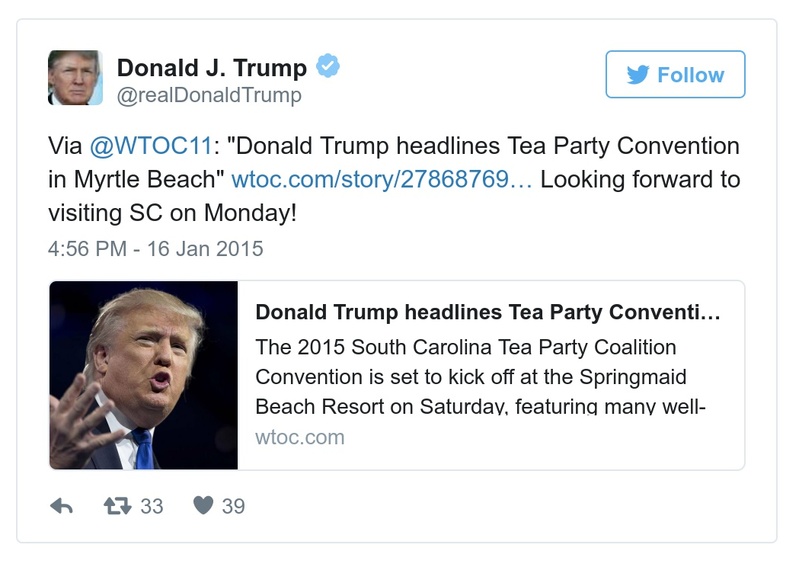 Donald J. Trump
@realDonaldTrump
Follow
Via @WTOC11: "Donald Trump headlines Tea Party Convention
in Myrtle Beach" wtoc.com/story/27868769… Looking forward to
visiting SC on Monday!
4:56 PM - 16 Jan 2015
Donald Trump headlines Tea Party Conventi…
The 2015 South Carolina Tea Party Coalition
Convention is set to kick off at the Springmaid
Beach Resort on Saturday, featuring many well-
wtoc.com
33 39